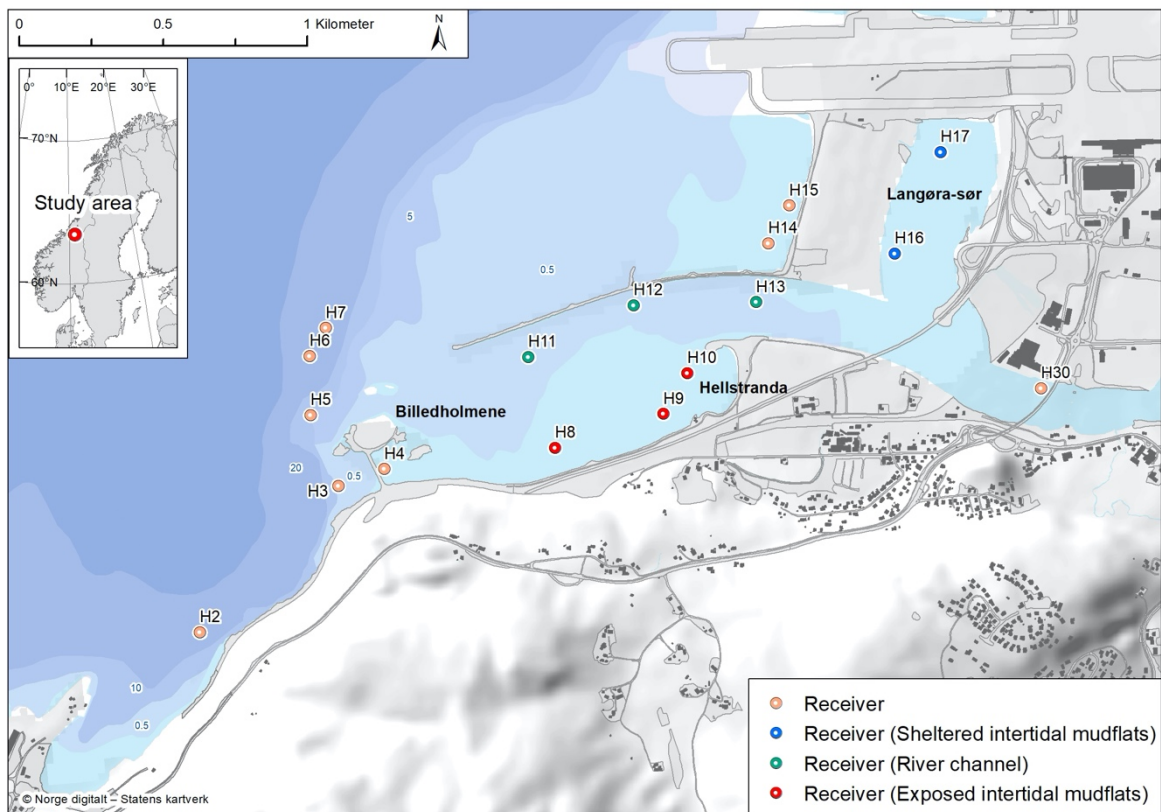 0 0.5 1 Kilometer
N
0° 10°E 20°E 30°E
70°N
Study area
60°N
H17
Langøra-sør
H15
H16
H14
5
0.5
H12
H13
H7
H6
H11
H10
Hellstranda
H30
H5
Billedholmene
H9
H8
H4
20
0.5
H3
H2
10
0.5
Receiver
Receiver (Sheltered intertidal mudflats)
Receiver (River channel)
Receiver (Exposed intertidal mudflats)
© Norge digitalt – Statens kartverk